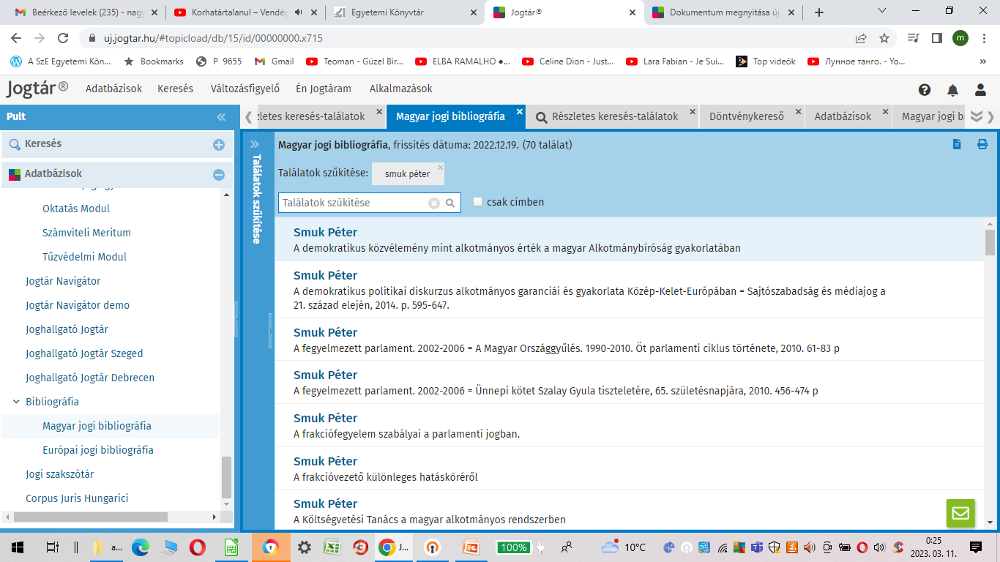 Beérkező levelek (235) - nag
Korhatártalanul – Vendég
Egyetemi Könyvtár
Jogtár®
Dokumentum megnyitása új
uj.jogtar.hu/#topicload/db/15/id/00000000.x715
m
A SzE Egyetemi Kön...
Bookmarks
P 9655
Gmail
Teoman - Güzel Bir...
ELBA RAMALHO ●...
Celine Dion - Just...
Lara Fabian - Je Sui...
Top videók
Лунное танго. - Yo...
»
Jogtár®
Adatbázisok
Keresés
Változásfigyelő
Én Jogtáram
Alkalmazások
Pult
zletes keresés-találatok
Magyar jogi bibliográfia
Részletes keresés-találatok
Döntvénykereső
Adatbázisok
Magyar jogi b
Keresés
Adatbázisok
Oktatás Modul
Számviteli Meritum
Tűzvédelmi Modul
Jogtár Navigátor
Jogtár Navigátor demo
Joghallgató Jogtár
Joghallgató Jogtár Szeged
Joghallgató Jogtár Debrecen
Bibliográfia
Magyar jogi bibliográfia
Európai jogi bibliográfia
Jogi szakszótár
Corpus Juris Hungarici
Találatok szűkítése
Magyar jogi bibliográfia, frissítés dátuma: 2022.12.19. (70 találat)
Találatok szűkítése: smuk péter
Találatok szűkítése
csak címben
Smuk Péter
A demokratikus közvélemény mint alkotmányos érték a magyar Alkotmánybíróság gyakorlatában
Smuk Péter
A demokratikus politikai diskurzus alkotmányos garanciái és gyakorlata Közép-Kelet-Európában = Sajtószabadság és médiajog a
21. század elején, 2014. p. 595-647.
Smuk Péter
A fegyelmezett parlament. 2002-2006 = A Magyar Országgyűlés. 1990-2010. Öt parlamenti ciklus története, 2010. 61-83 p
Smuk Péter
A fegyelmezett parlament. 2002-2006 = Ünnepi kötet Szalay Gyula tiszteletére, 65. születésnapjára, 2010. 456-474 p
Smuk Péter
A frakciófegyelem szabályai a parlamenti jogban.
Smuk Péter
A frakcióvezető különleges hatásköréről
Smuk Péter
A Költségvetési Tanács a magyar alkotmányos rendszerben
a...
J...
100%
10°C
0:25
2023. 03. 11.